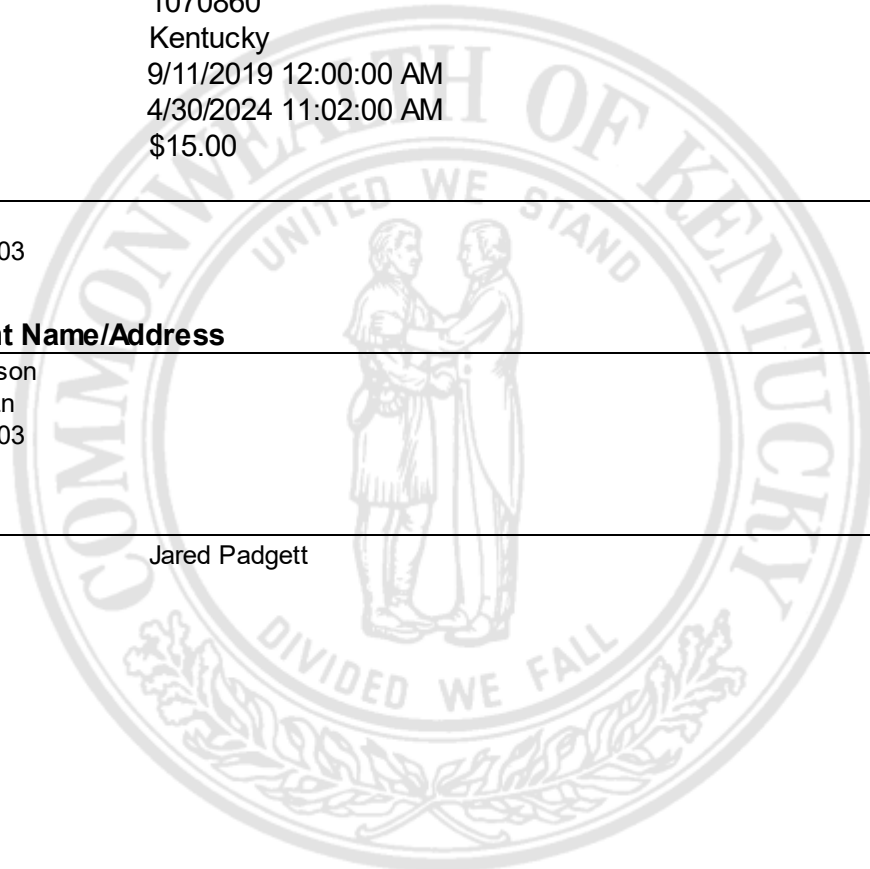 1070860
Kentucky
9/11/2019 12:00:00 AM
4/30/2024 11:02:00 AM
$15.00
03
t Name/Address
son
n
03
Jared Padgett
COMMONWEALTH OF KENTUCKY
UNITED WE STAND
DIVIDED WE FALL